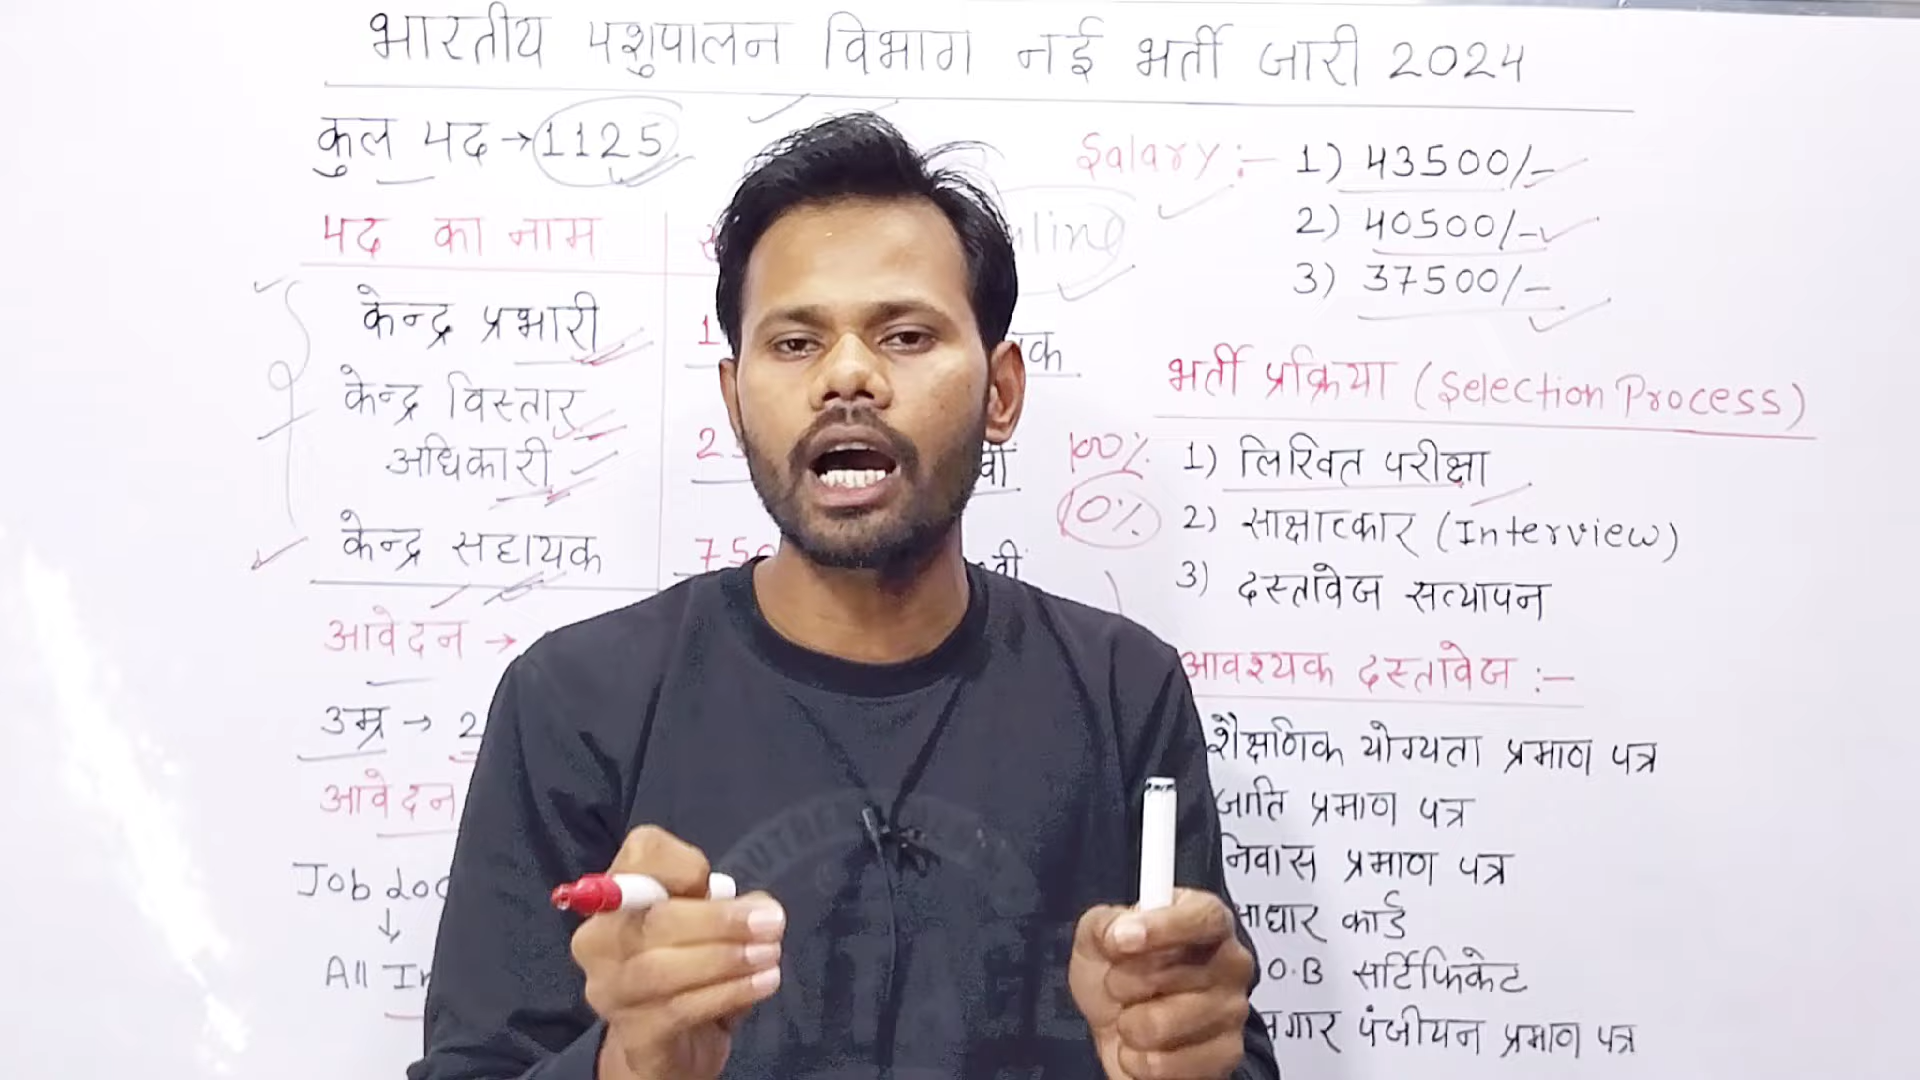 भारतीय पशुपालन विभाग नई भर्ती जारी 2024
कुल पद → 1125
पद का नाम
केन्द्र प्रभारी
केन्द्र विस्तार
अधिकारी
केन्द्र सहायक
आवेदन →
उम्र → 2
आवेदन
Job
All
Salary :- 1) 43500/-
2) 40500/-
3) 37500/-
भर्ती प्रक्रिया (Selection Process)
100% 1) लिखित परीक्षा
0% 2) साक्षात्कार (Interview)
3) दस्तावेज सत्यापन
आवश्यक दस्तावेज :-
शैक्षणिक योग्यता प्रमाण पत्र
जाति प्रमाण पत्र
निवास प्रमाण पत्र
आधार कार्ड
O.B सर्टिफिकेट
पंजीयन प्रमाण पत्र